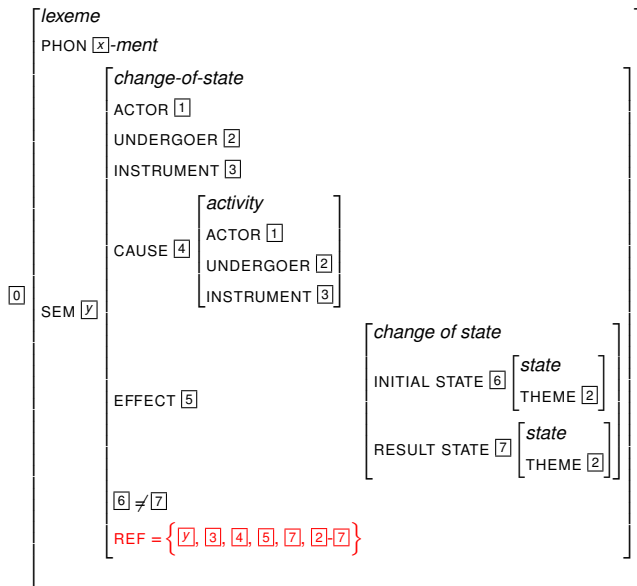 lexeme
PHON x-ment
change-of-state
ACTOR 1
UNDERGOER 2
INSTRUMENT 3
activity
ACTOR 1
CAUSE 4
UNDERGOER 2
INSTRUMENT 3
0
SEM y
change of state
state
INITIAL STATE 6
THEME 2
EFFECT 5
state
RESULT STATE 7
THEME 2
6 ≠ 7
REF = { y, 3, 4, 5, 7, 2-7 }